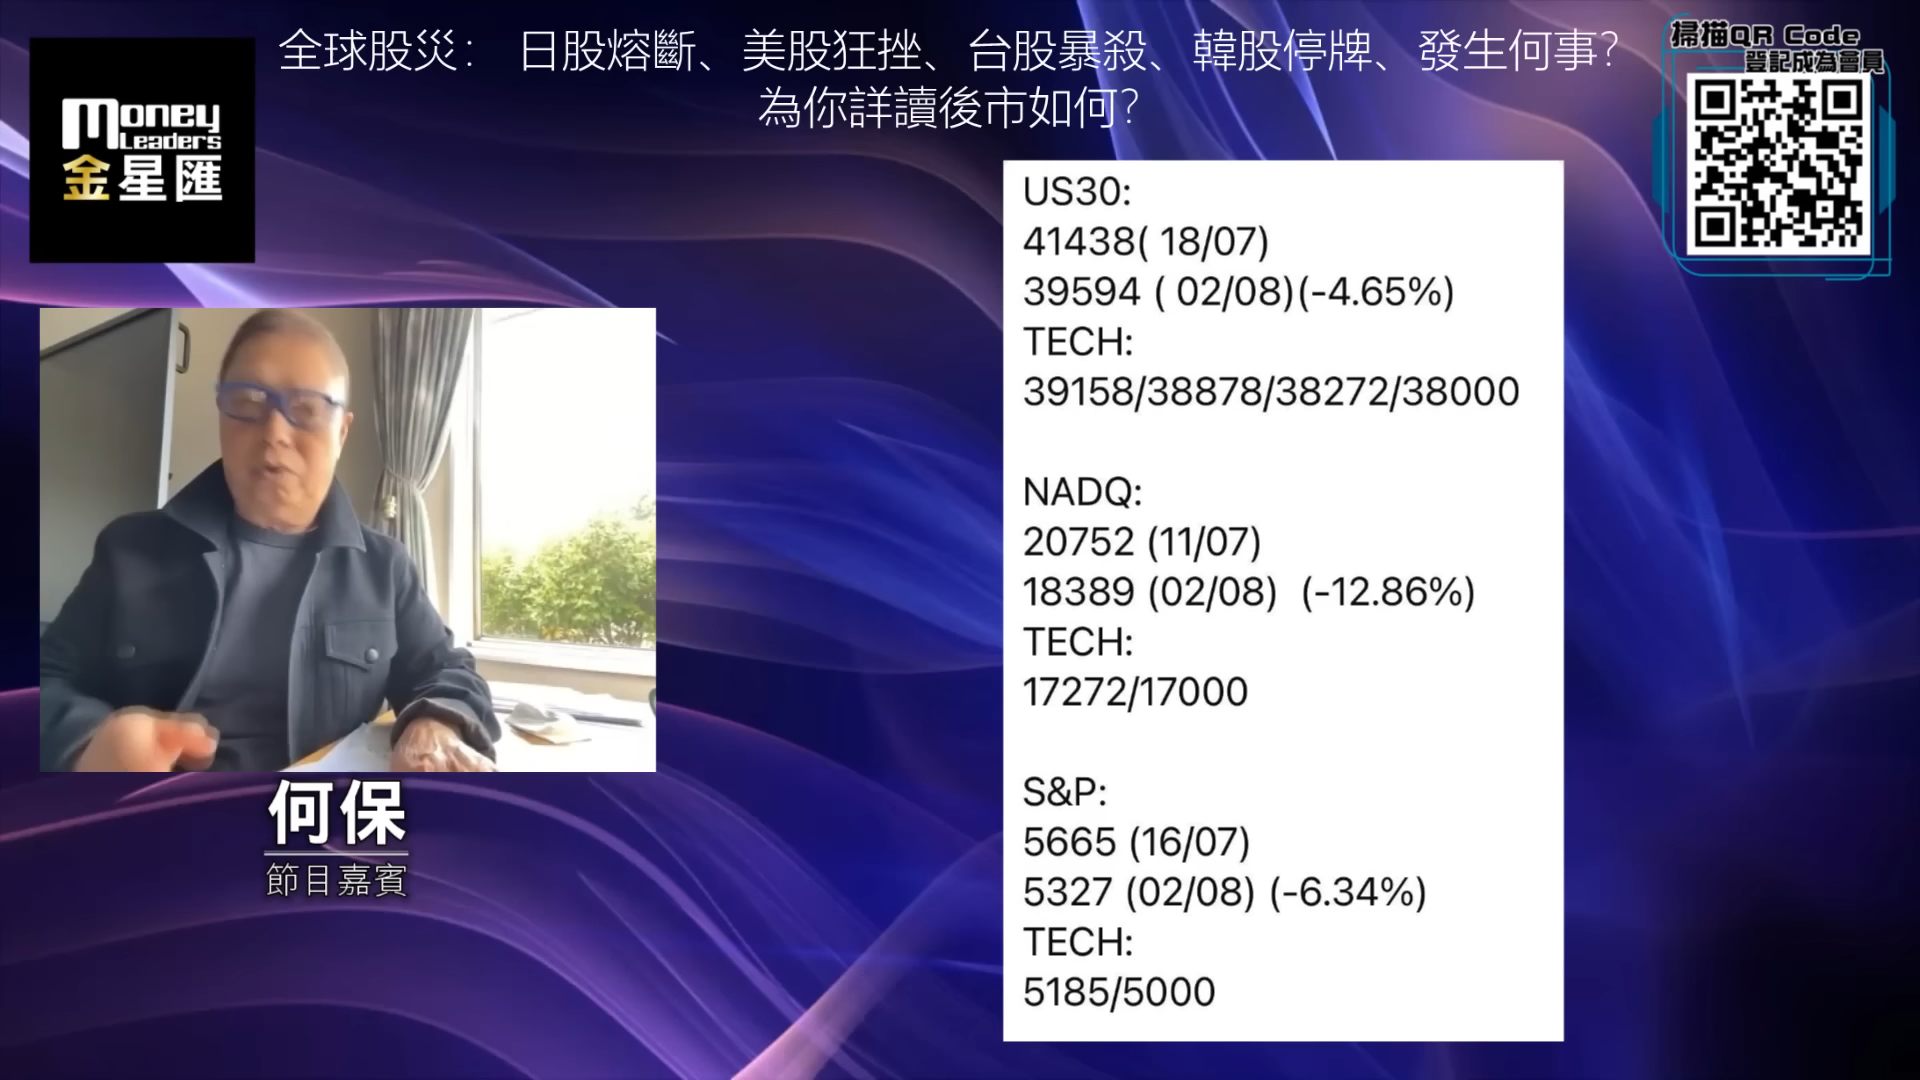 全球股災： 日股熔斷、美股狂挫、台股暴殺、韓股停牌、發生何事？
為你詳讀後市如何？
掃描QR Code
登記成為會員
Money
Leaders
金星匯
US30:
41438( 18/07)
39594 ( 02/08)(-4.65%)
TECH:
39158/38878/38272/38000
NADQ:
20752 (11/07)
18389 (02/08) (-12.86%)
TECH:
17272/17000
S&P:
5665 (16/07)
5327 (02/08) (-6.34%)
TECH:
5185/5000
何保
節目嘉賓